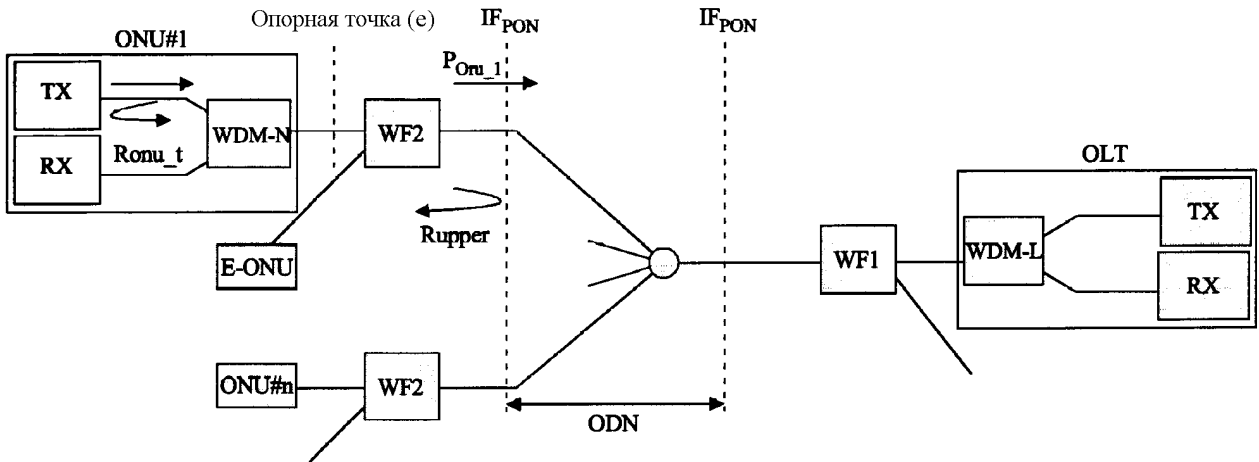 Опорная точка (e)
IF_PON
IF_PON
ONU#1
P_Oru_1
TX
WDM-N
WF2
Ronu_t
RX
OLT
Rupper
TX
E-ONU
WF1
WDM-L
RX
ONU#n
WF2
ODN